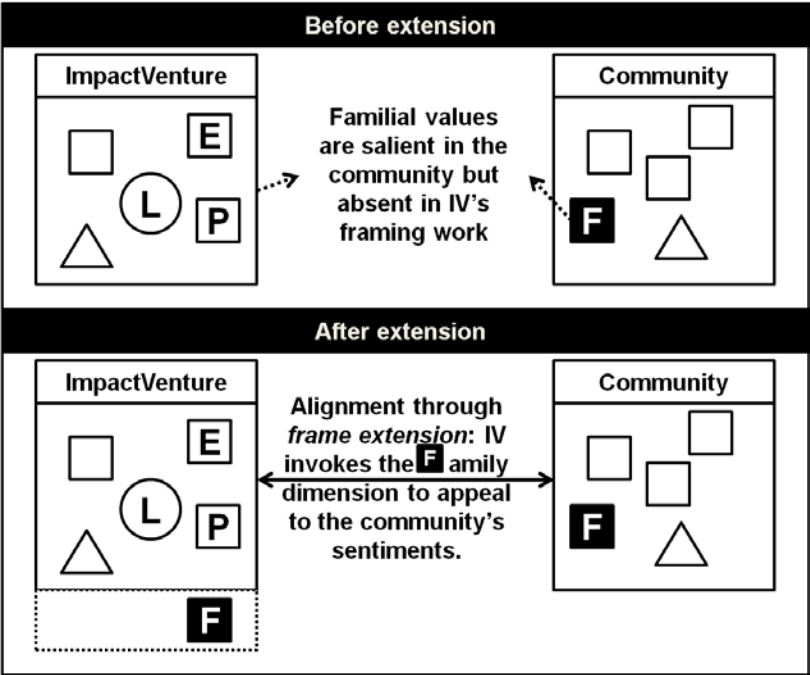 Before extension
ImpactVenture
Community
E
L
P
Familial values
are salient in the
community but
absent in IV's
framing work
F
After extension
ImpactVenture
Community
E
L
P
F
Alignment through
frame extension: IV
invokes the F amily
dimension to appeal
to the community's
sentiments.
F